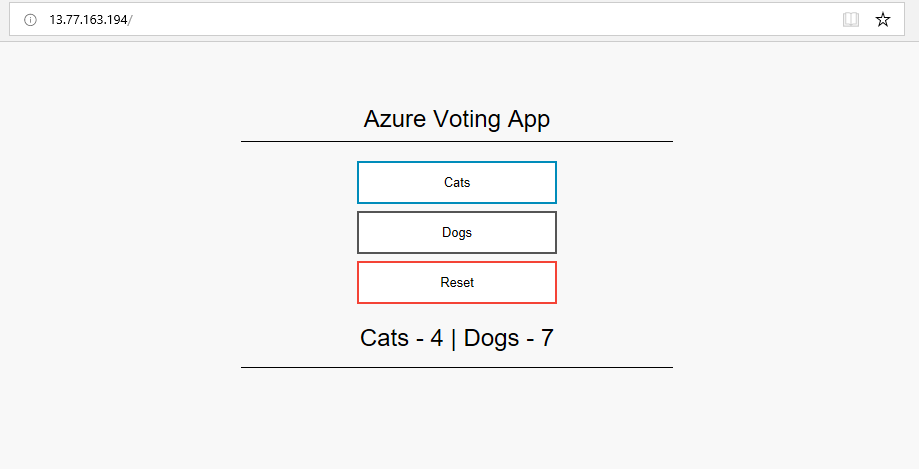 13.77.163.194/
Azure Voting App
Cats
Dogs
Reset
Cats - 4 | Dogs - 7